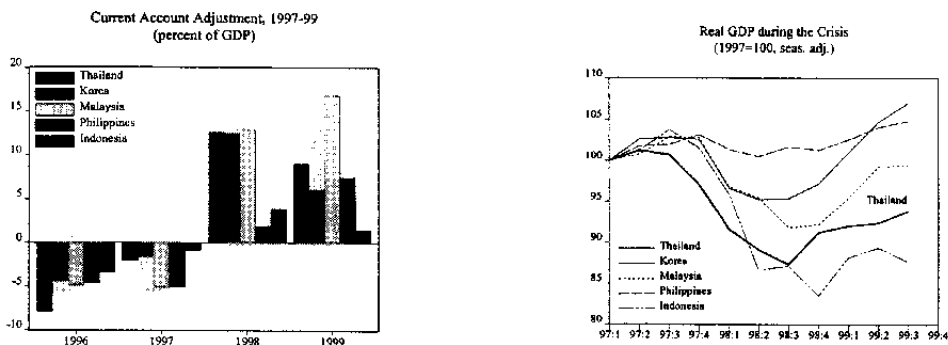 Current Account Adjustment, 1997-99
(percent of GDP)
20
15
10
5
0
-5
-10
Thailand
Korea
Malaysia
Philippines
Indonesia
1996
1997
1998
1999
Real GDP during the Crisis
(1997=100, seas. adj.)
110
105
100
95
90
85
80
Thailand
Thailand
Korea
Malaysia
Philippines
Indonesia
97:1 97:2 97:3 97:4 98:1 98:2 98:3 98:4 99:1 99:2 99:3 99:4